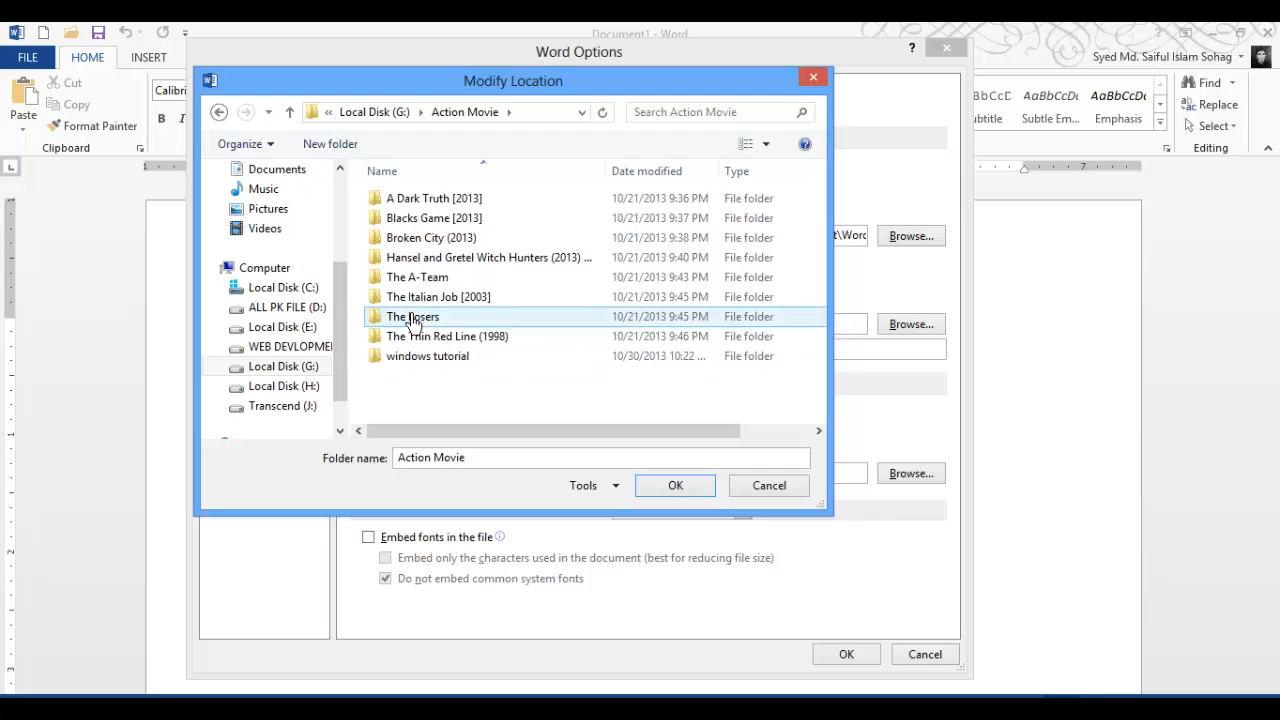 Document1 - Word
FILE
HOME
INSERT
Syed Md. Saiful Islam Sohag
Word Options
?
Modify Location
Paste
Cut
Copy
Format Painter
Clipboard
Calibri
B
I
« Local Disk (G:) Action Movie
Search Action Movie
Organize
New folder
Name
Date modified
Type
Documents
Music
Pictures
Videos
Computer
Local Disk (C:)
ALL PK FILE (D:)
Local Disk (E:)
WEB DEVLOPME
Local Disk (G:)
Local Disk (H:)
Transcend (J:)
A Dark Truth [2013] 10/21/2013 9:36 PM File folder
Blacks Game [2013] 10/21/2013 9:37 PM File folder
Broken City (2013) 10/21/2013 9:38 PM File folder
Hansel and Gretel Witch Hunters (2013) ... 10/21/2013 9:40 PM File folder
The A-Team 10/21/2013 9:43 PM File folder
The Italian Job [2003] 10/21/2013 9:45 PM File folder
The Losers 10/21/2013 9:45 PM File folder
The Thin Red Line (1998) 10/21/2013 9:46 PM File folder
windows tutorial 10/30/2013 10:22 ... File folder
Folder name: Action Movie
Tools
OK
Cancel
t\Word
Browse...
Browse...
Browse...
Embed fonts in the file
Embed only the characters used in the document (best for reducing file size)
Do not embed common system fonts
OK
Cancel
AaBbCcDc AaBbCcDc
ubtitle Subtle Em... Emphasis
Find
Replace
Select
Editing
1
7
1
1
2
3